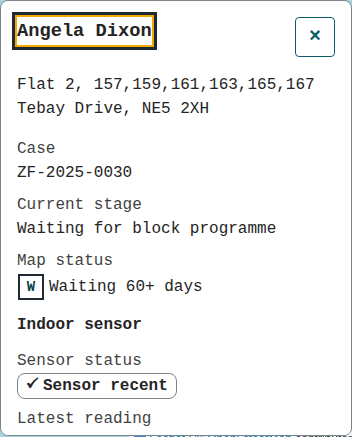 Angela Dixon
×
Flat 2, 157,159,161,163,165,167
Tebay Drive, NE5 2XH
Case
ZF-2025-0030
Current stage
Waiting for block programme
Map status
W Waiting 60+ days
Indoor sensor
Sensor status
✓ Sensor recent
Latest reading